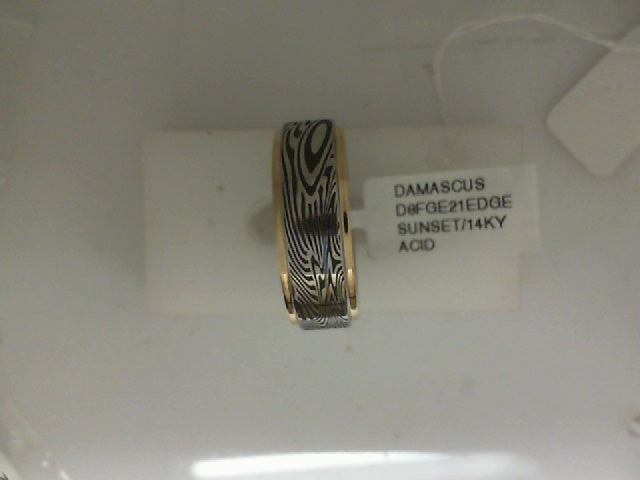 DAMASCUS
D8FGE21EDGE
SUNSET/14KY
ACID